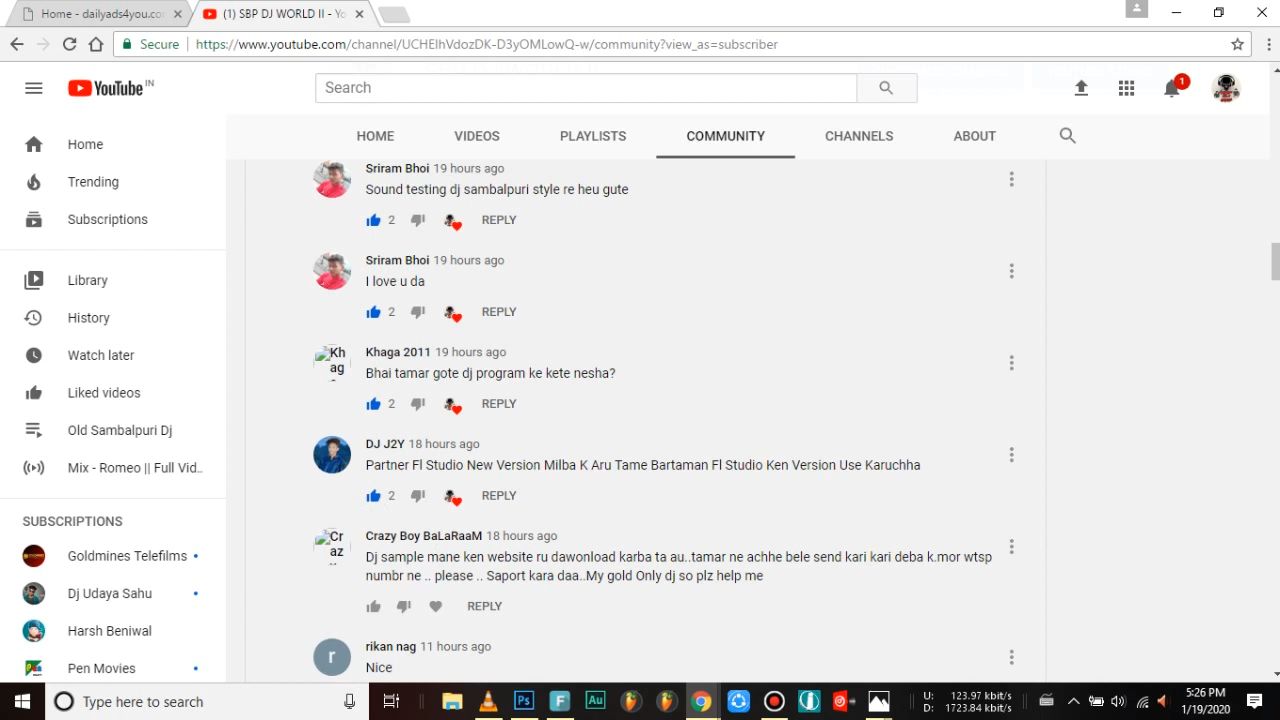 Home - dailyads4you.com
(1) SBP DJ WORLD II - Yo
Secure
https://www.youtube.com/channel/UCHEIhVdozDK-D3yOMLowQ-w/community?view_as=subscriber
YouTube IN
Search
1
HOME
VIDEOS
PLAYLISTS
COMMUNITY
CHANNELS
ABOUT
Home
Trending
Subscriptions
Library
History
Watch later
Liked videos
Old Sambalpuri Dj
Mix - Romeo || Full Vid..
SUBSCRIPTIONS
Goldmines Telefilms
Dj Udaya Sahu
Harsh Beniwal
Pen Movies
Sriram Bhoi 19 hours ago
Sound testing dj sambalpuri style re heu gute
2 REPLY
Sriram Bhoi 19 hours ago
I love u da
2 REPLY
Kh
ag
Khaga 2011 19 hours ago
Bhai tamar gote dj program ke kete nesha?
2 REPLY
DJ J2Y 18 hours ago
Partner Fl Studio New Version Milba K Aru Tame Bartaman Fl Studio Ken Version Use Karuchha
2 REPLY
Cr
az
Crazy Boy BaLaRaaM 18 hours ago
Dj sample mane ken website ru dawonload karba ta au..tamar ne achhe bele send kari kari deba k.mor wtsp
numbr ne .. please .. Saport kara daa..My gold Only dj so plz help me
REPLY
r
rikan nag 11 hours ago
Nice
Type here to search
Ps
F
Au
U: 123.97 kbit/s
D: 1723.84 kbit/s
5:26 PM
1/19/2020